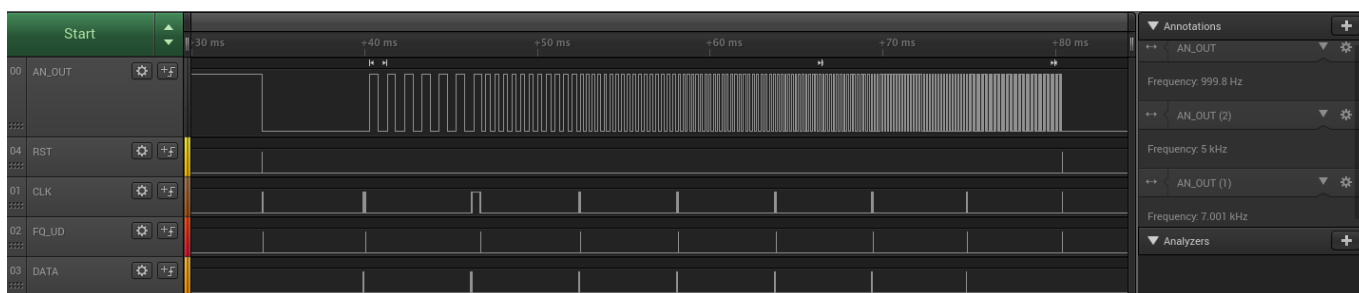 Start
+30 ms +40 ms +50 ms +60 ms +70 ms +80 ms
00 AN_OUT
04 RST
01 CLK
02 FQ_UD
03 DATA
Annotations
AN_OUT
Frequency: 999.8 Hz
AN_OUT (2)
Frequency: 5 kHz
AN_OUT (1)
Frequency: 7.001 kHz
Analyzers